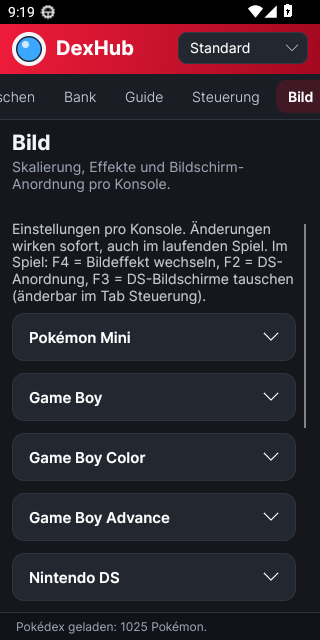 9:19
DexHub
Standard
schen Bank Guide Steuerung Bild
Bild
Skalierung, Effekte und Bildschirm-
Anordnung pro Konsole.
Einstellungen pro Konsole. Änderungen
wirken sofort, auch im laufenden Spiel. Im
Spiel: F4 = Bildeffekt wechseln, F2 = DS-
Anordnung, F3 = DS-Bildschirme tauschen
(änderbar im Tab Steuerung).
Pokémon Mini
Game Boy
Game Boy Color
Game Boy Advance
Nintendo DS
Pokédex geladen: 1025 Pokémon.